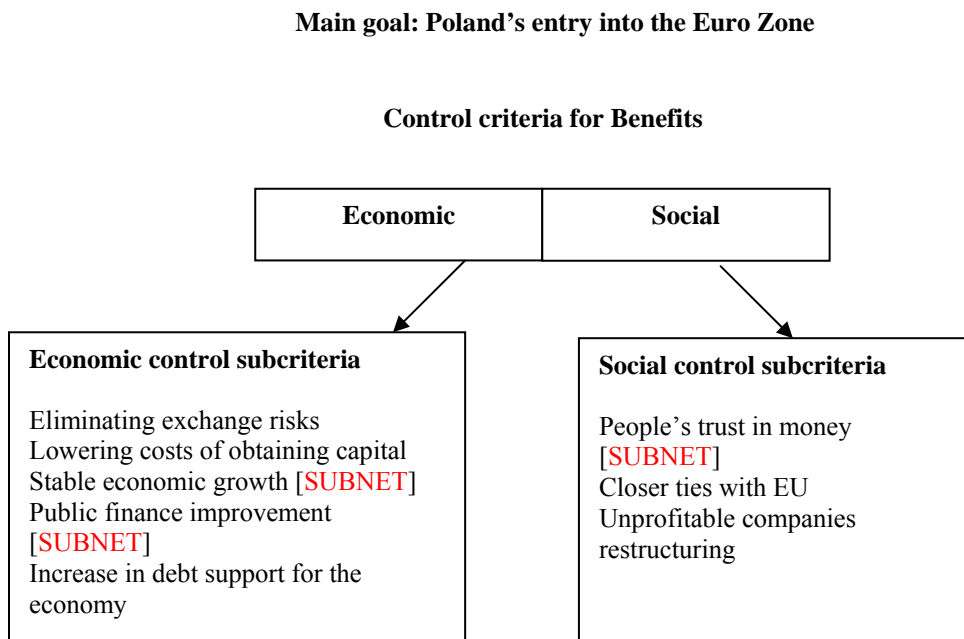 Main goal: Poland’s entry into the Euro Zone
Control criteria for Benefits
Economic
Social
Economic control subcriteria
Eliminating exchange risks
Lowering costs of obtaining capital
Stable economic growth [SUBNET]
Public finance improvement
[SUBNET]
Increase in debt support for the
economy
Social control subcriteria
People’s trust in money
[SUBNET]
Closer ties with EU
Unprofitable companies
restructuring